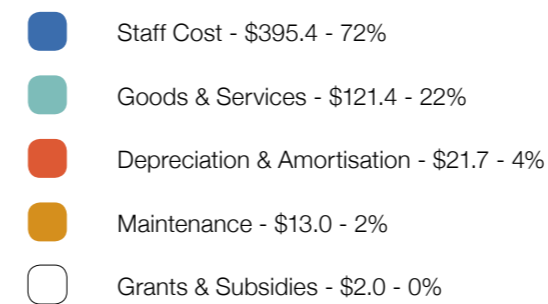 Staff Cost - $395.4 - 72%
Goods & Services - $121.4 - 22%
Depreciation & Amortisation - $21.7 - 4%
Maintenance - $13.0 - 2%
Grants & Subsidies - $2.0 - 0%